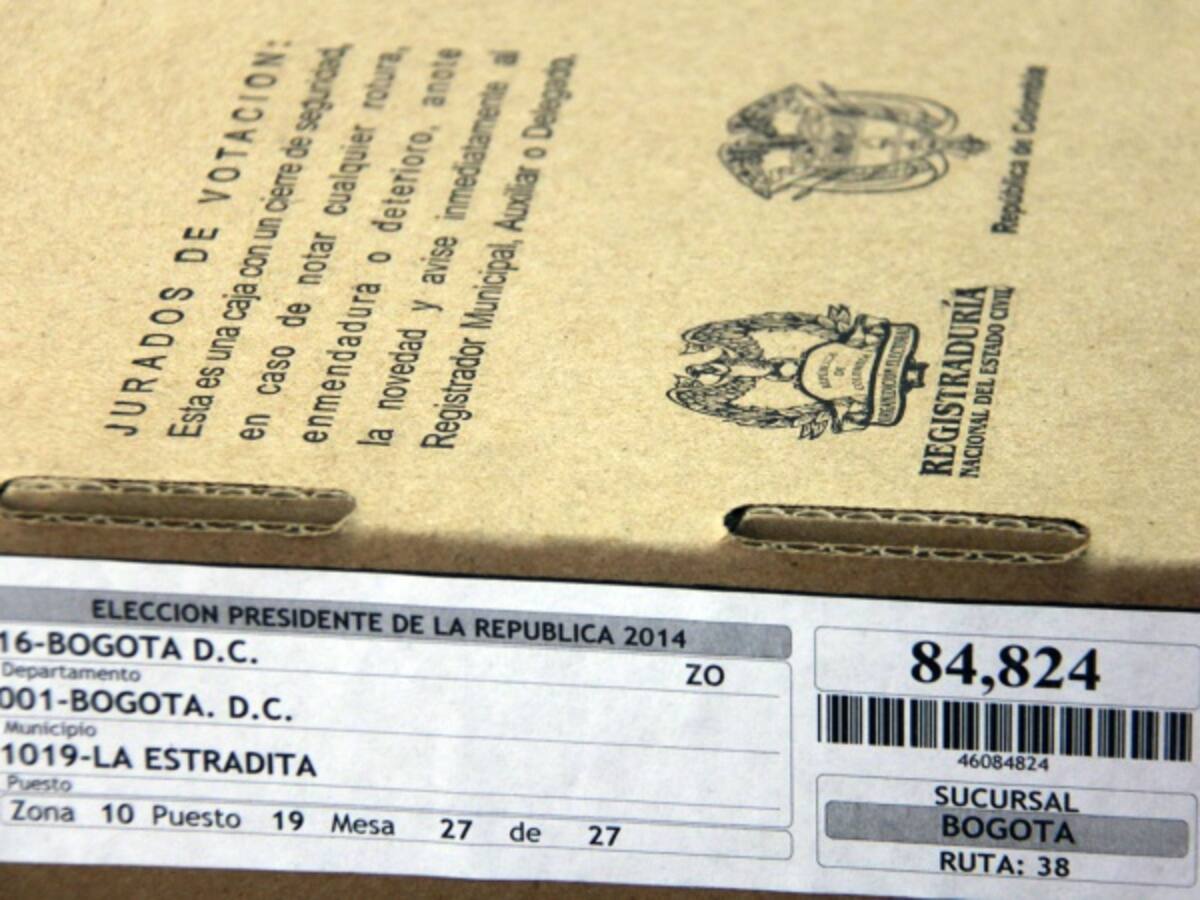 JURADOS DE VOTACION:
Esta es una caja con un cierre de seguridad,
en caso de notar cualquier rotura,
enmendadura o deterioro, anote
la novedad y avise inmediatamente al
Registrador Municipal, Auxiliar o Delegado.
República de Colombia
ORGANIZACION ELECTORAL
REGISTRADURÍA
NACIONAL DEL ESTADO CIVIL
ELECCION PRESIDENTE DE LA REPUBLICA 2014
16-BOGOTA D.C.
Departamento
ZO
001-BOGOTA. D.C.
Municipio
1019-LA ESTRADITA
Puesto
Zona 10 Puesto 19 Mesa 27 de 27
84,824
46084824
SUCURSAL
BOGOTA
RUTA: 38